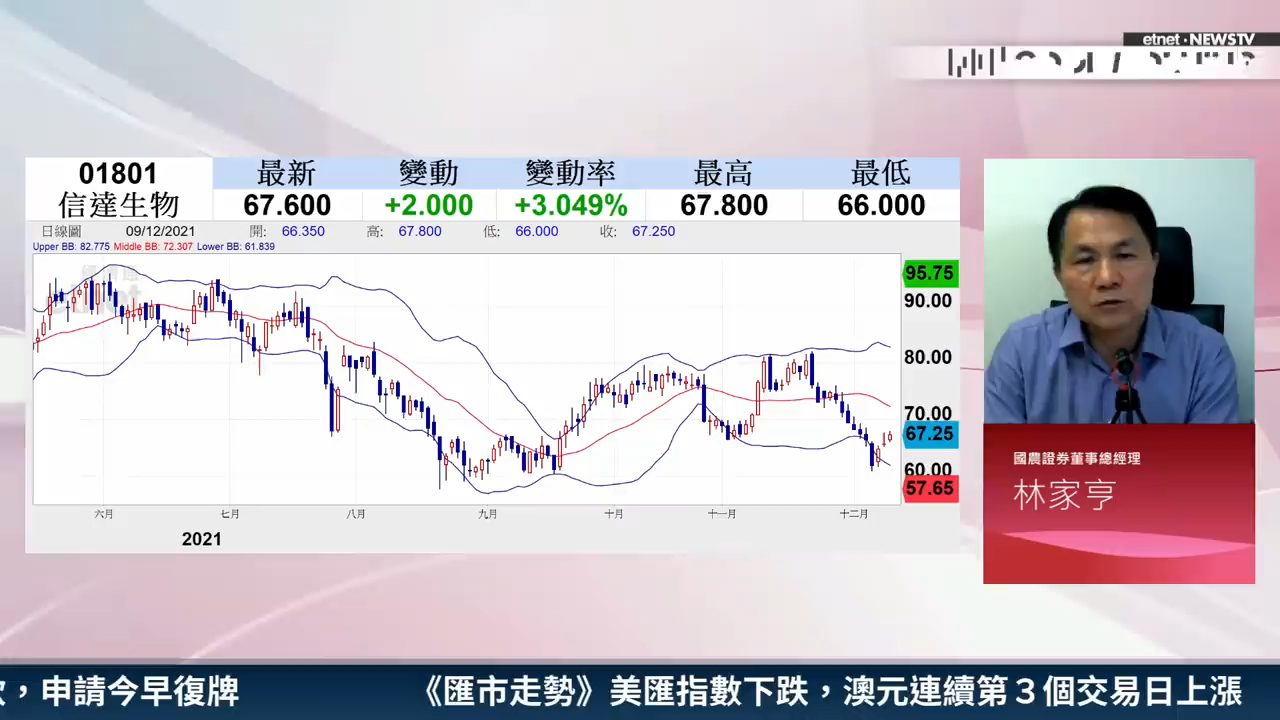 etnet·NEWSTV
01801 最新 變動 變動率 最高 最低
信達生物 67.600 +2.000 +3.049% 67.800 66.000
日線圖 09/12/2021 開: 66.350 高: 67.800 低: 66.000 收: 67.250
Upper BB: 82.775 Middle BB: 72.307 Lower BB: 61.839
95.75
90.00
80.00
70.00
67.25
60.00
57.65
六月 七月 八月 九月 十月 十一月 十二月
2021
國農證券董事總經理
林家亨
，申請今早復牌 《匯市走勢》美匯指數下跌，澳元連續第３個交易日上漲